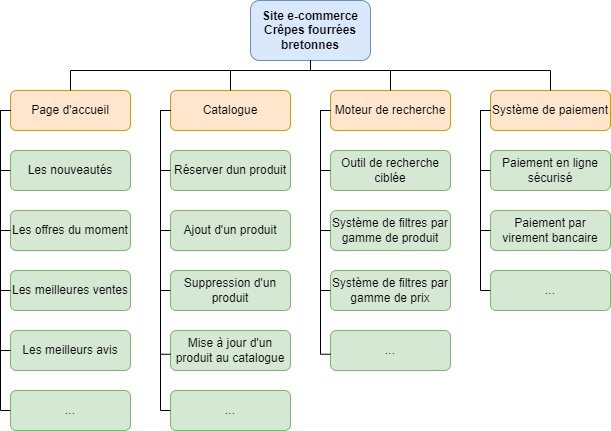 Site e-commerce
Crêpes fourrées
bretonnes
Page d'accueil
Les nouveautés
Les offres du moment
Les meilleures ventes
Les meilleurs avis
...
Catalogue
Réserver dun produit
Ajout d'un produit
Suppression d'un
produit
Mise à jour d'un
produit au catalogue
...
Moteur de recherche
Outil de recherche
ciblée
Système de filtres par
gamme de produit
Système de filtres par
gamme de prix
...
Système de paiement
Paiement en ligne
sécurisé
Paiement par
virement bancaire
...